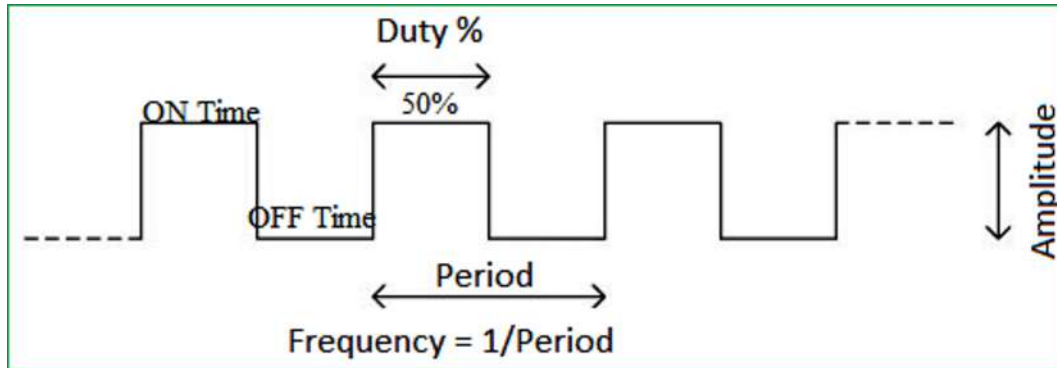 Duty %
50%
ON Time
OFF Time
Amplitude
Period
Frequency = 1/Period